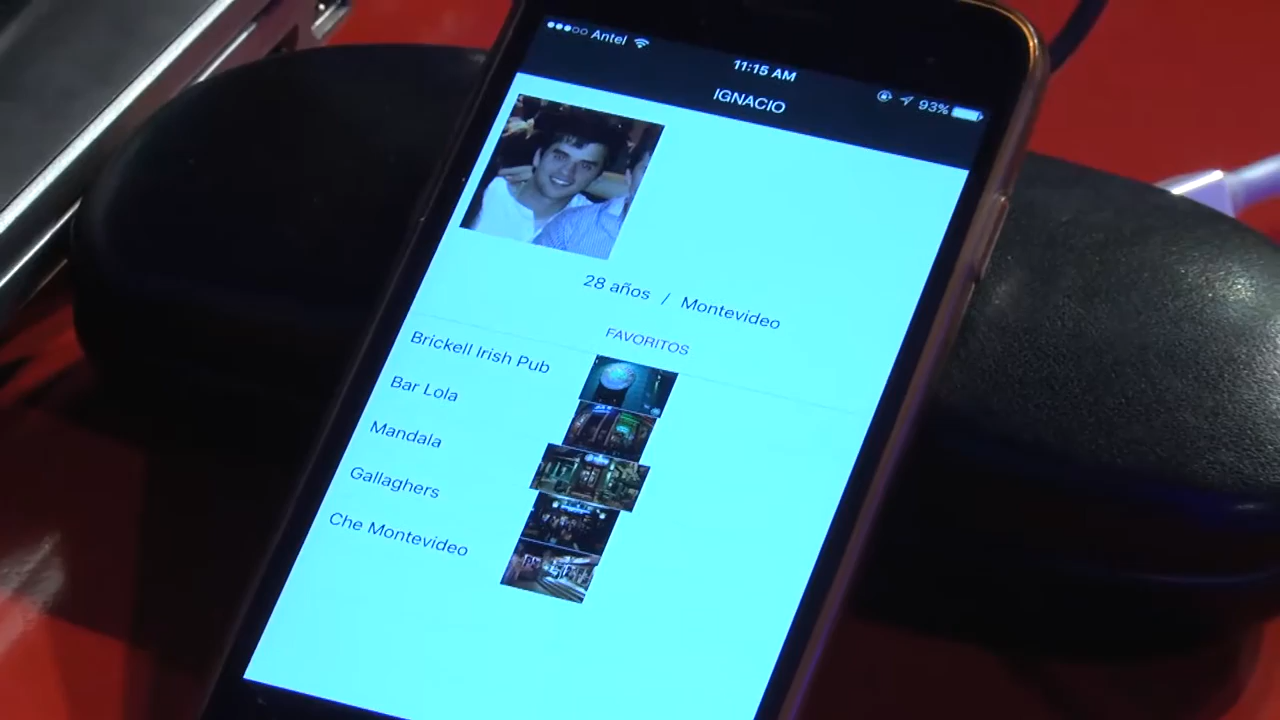 Antel
11:15 AM
93%
IGNACIO
28 años / Montevideo
FAVORITOS
Brickell Irish Pub
Bar Lola
Mandala
Gallaghers
Che Montevideo